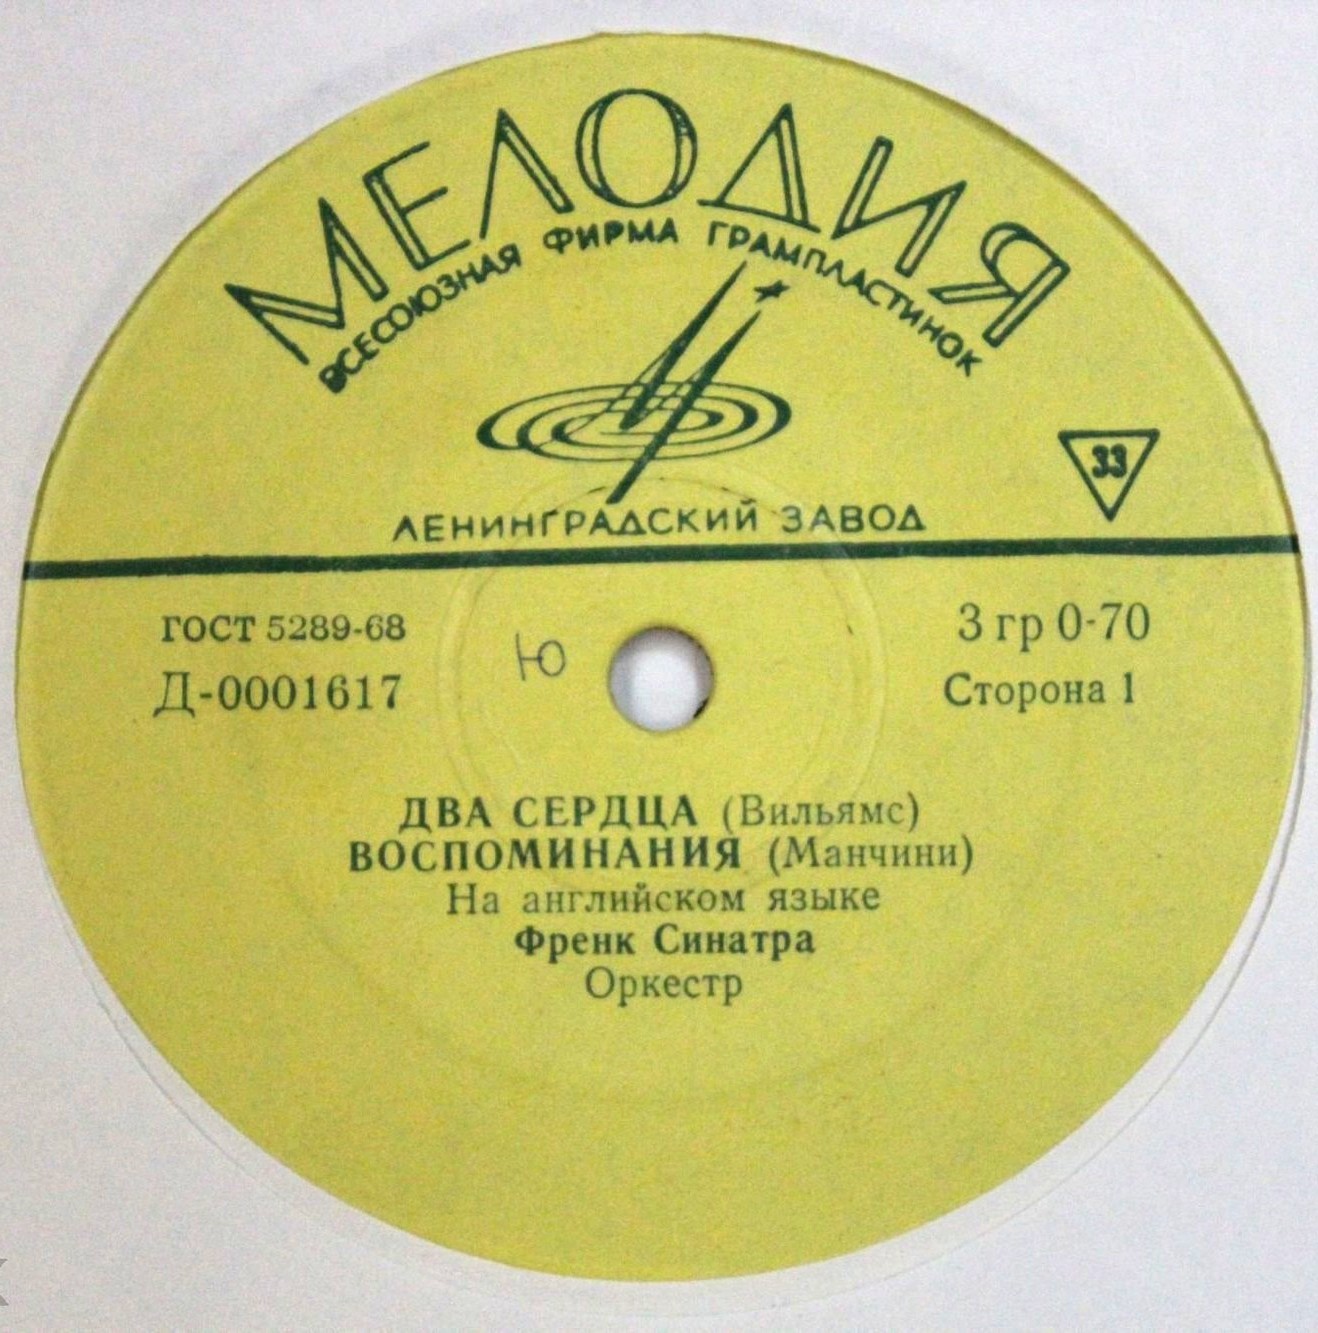 МЕЛОДИЯ
ВСЕСОЮЗНАЯ ФИРМА ГРАМПЛАСТИНОК
33
ЛЕНИНГРАДСКИЙ ЗАВОД
ГОСТ 5289-68
3 гр 0-70
Ю
Д-0001617
Сторона 1
ДВА СЕРДЦА (Вильямс)
ВОСПОМИНАНИЯ (Манчини)
На английском языке
Френк Синатра
Оркестр